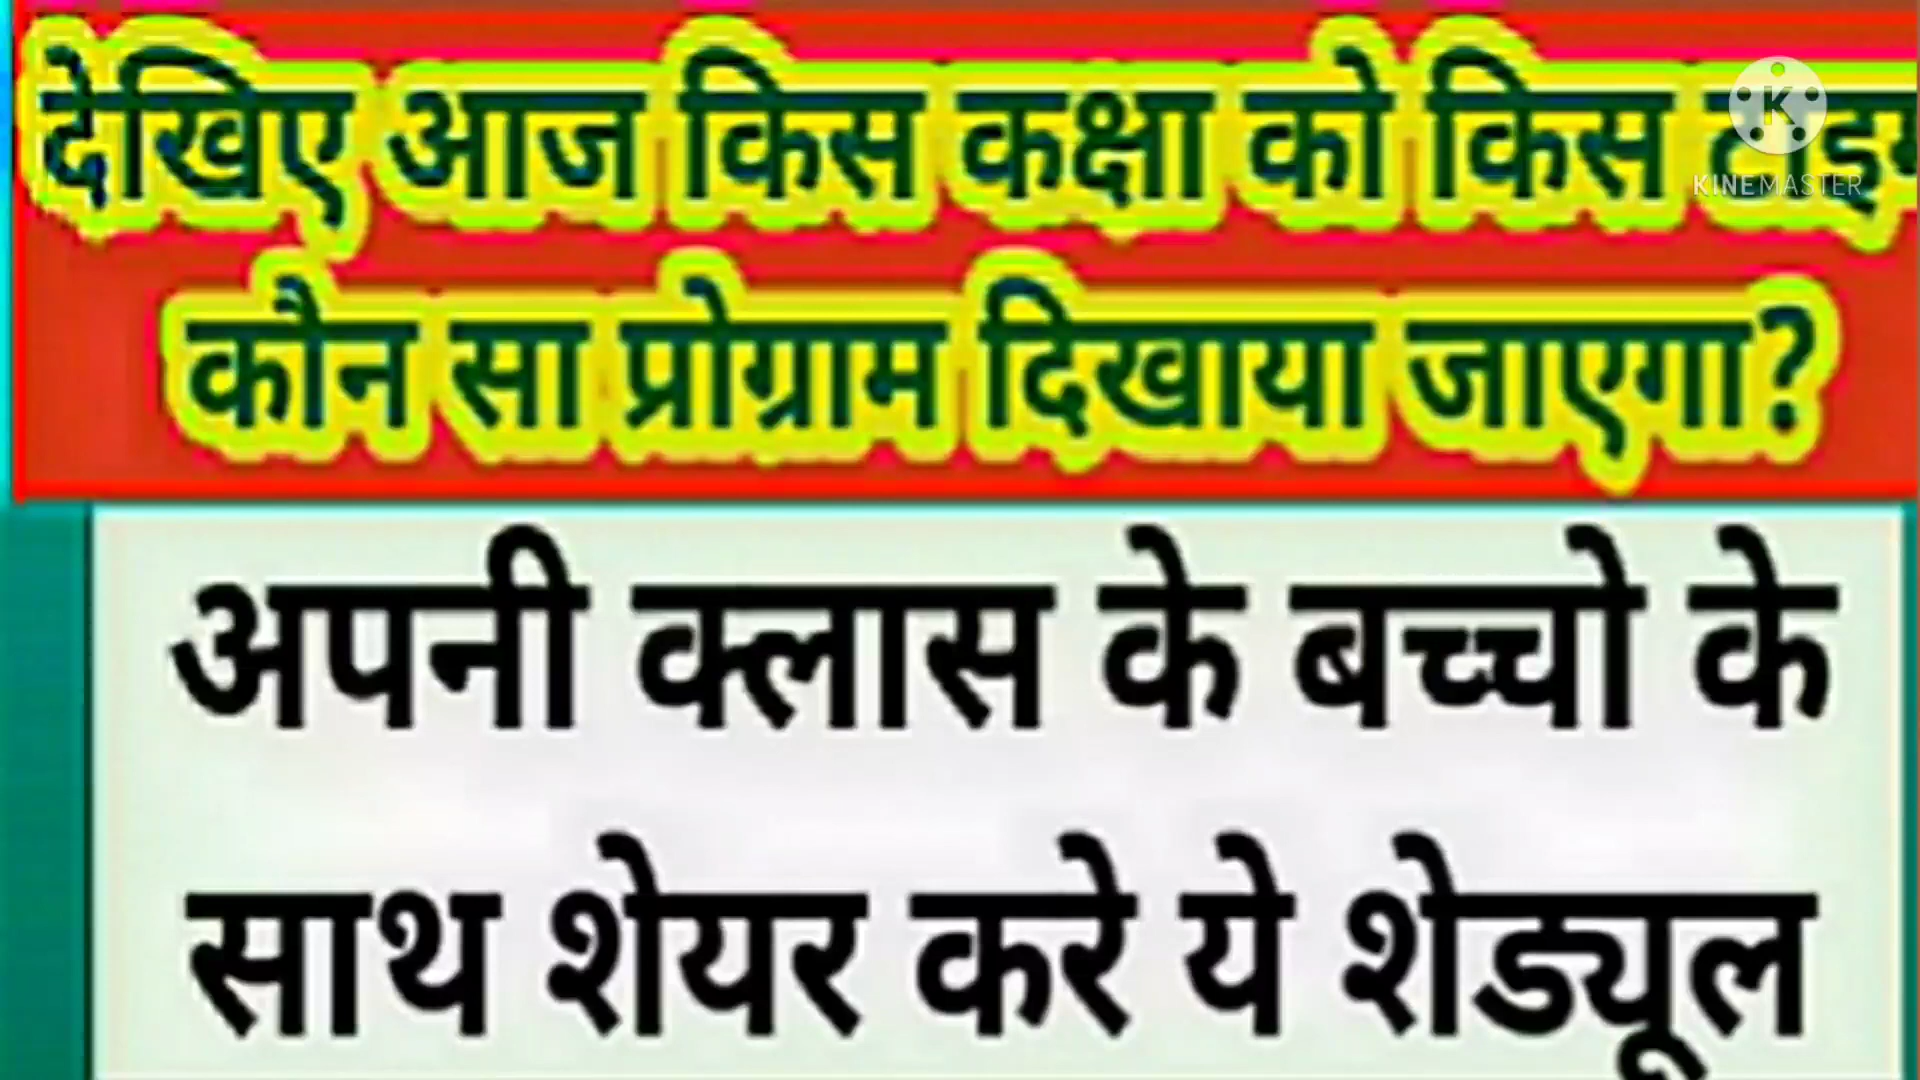 देखिए आज किस कक्षा को किस
कौन सा प्रोग्राम दिखाया जाएगा?
अपनी क्लास के बच्चो के
साथ शेयर करे ये शेड्यूल
K
KINEMASTER